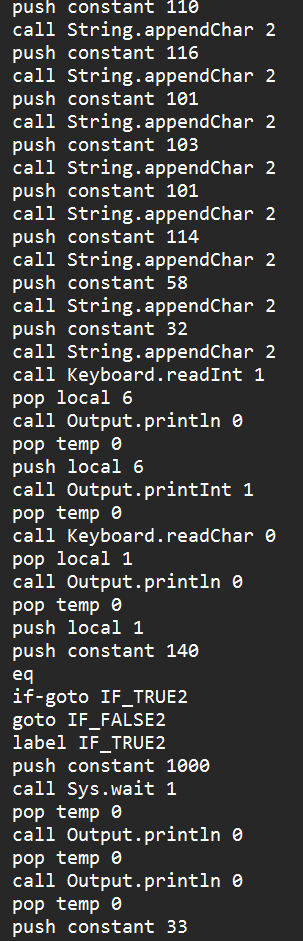 push constant 110
call String.appendChar 2
push constant 116
call String.appendChar 2
push constant 101
call String.appendChar 2
push constant 103
call String.appendChar 2
push constant 101
call String.appendChar 2
push constant 114
call String.appendChar 2
push constant 58
call String.appendChar 2
push constant 32
call String.appendChar 2
call Keyboard.readInt 1
pop local 6
call Output.println 0
pop temp 0
push local 6
call Output.printInt 1
pop temp 0
call Keyboard.readChar 0
pop local 1
call Output.println 0
pop temp 0
push local 1
push constant 140
eq
if-goto IF_TRUE2
goto IF_FALSE2
label IF_TRUE2
push constant 1000
call Sys.wait 1
pop temp 0
call Output.println 0
pop temp 0
call Output.println 0
pop temp 0
push constant 33